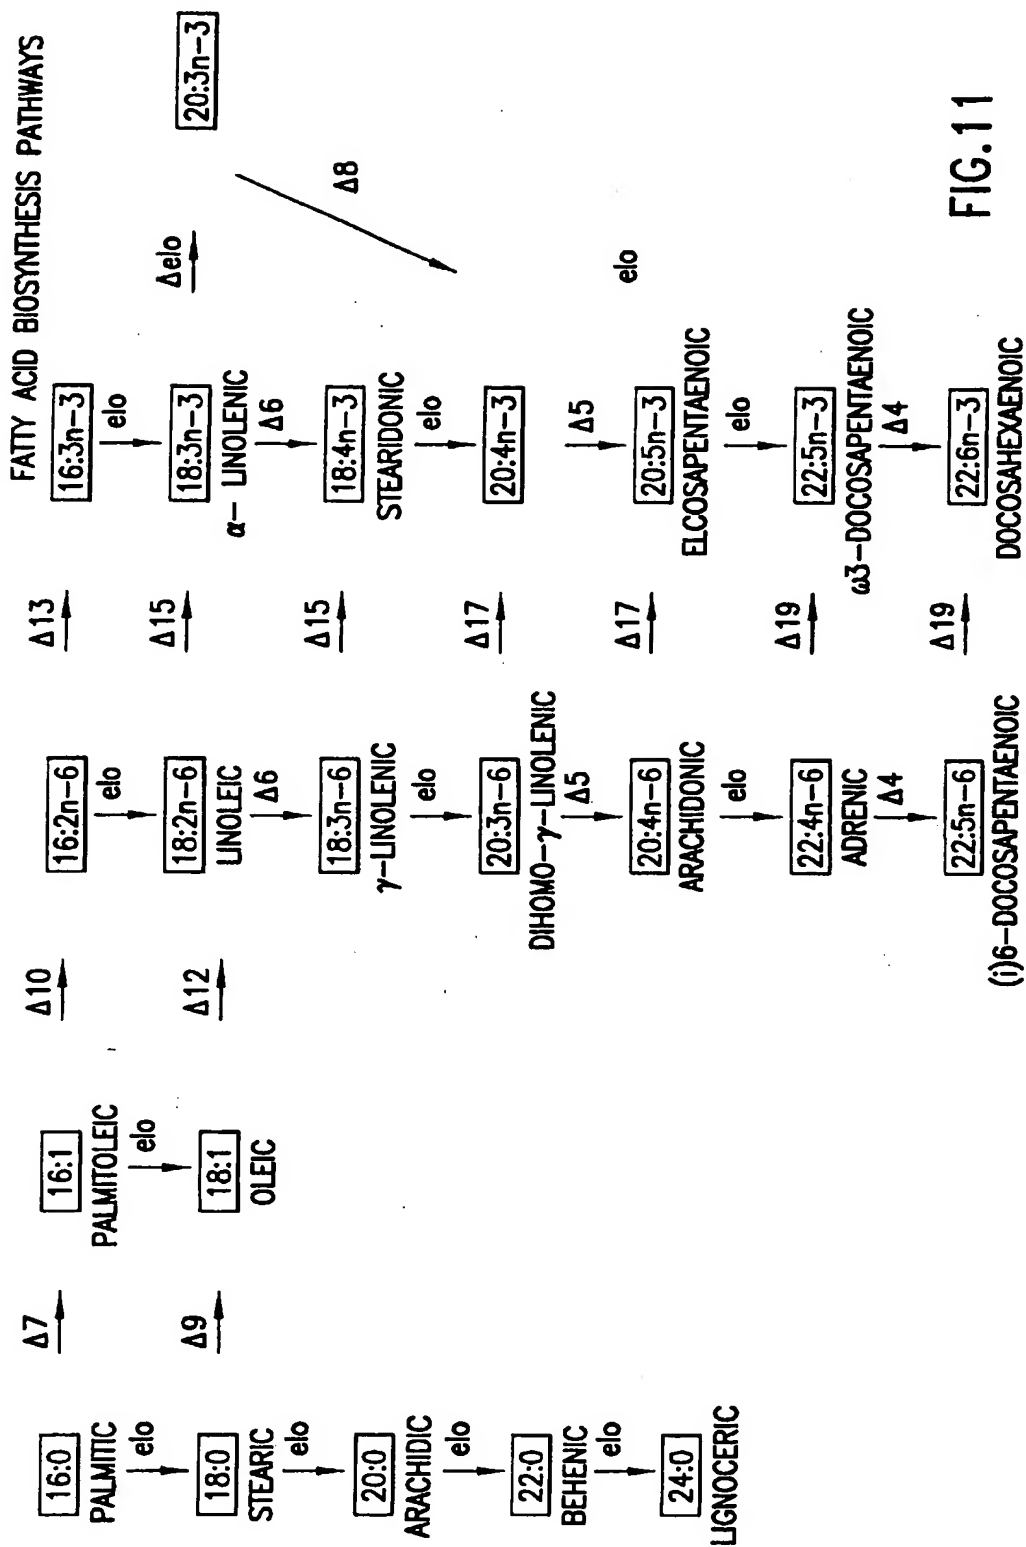 FATTY ACID BIOSYNTHESIS PATHWAYS
16:0
PALMITIC
elo
18:0
STEARIC
elo
20:0
ARACHIDIC
elo
22:0
BEHENIC
elo
24:0
LIGNOCERIC
Δ7
Δ9
16:1
PALMITOLEIC
elo
18:1
OLEIC
Δ10
Δ12
16:2n-6
elo
18:2n-6
LINOLEIC
Δ6
18:3n-6
γ-LINOLENIC
elo
20:3n-6
DIHOMO-γ-LINOLENIC
Δ5
20:4n-6
ARACHIDONIC
elo
22:4n-6
ADRENIC
Δ4
22:5n-6
(i)6-DOCOSAPENTAENOIC
Δ13
Δ15
Δ15
Δ17
Δ17
Δ19
Δ19
16:3n-3
elo
18:3n-3
α- LINOLENIC
Δ6
18:4n-3
STEARIDONIC
elo
20:4n-3
Δ5
20:5n-3
ELCOSAPENTAENOIC
elo
22:5n-3
ω3-DOCOSAPENTAENOIC
Δ4
22:6n-3
DOCOSAHEXAENOIC
Δelo
20:3n-3
Δ8
elo
FIG.11